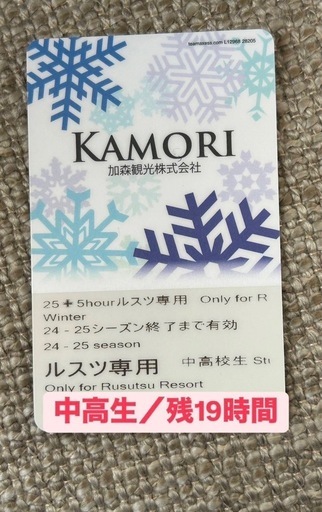 KAMORI
加森観光株式会社
25+5hourルスツ専用 Only for R
Winter
24-25シーズン終了まで有効
24-25 season
ルスツ専用 中高校生 Stu
Only for Rusutsu Resort
中高生/残19時間